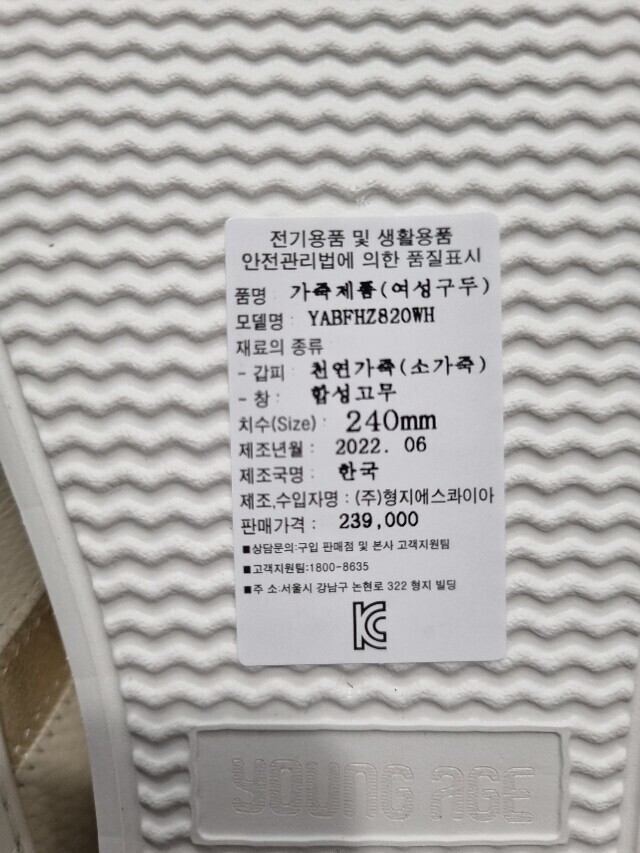 전기용품 및 생활용품
안전관리법에 의한 품질표시
품명 : 가죽제품(여성구두)
모델명 : YABFHZ820WH
재료의 종류
- 갑피 : 천연가죽(소가죽)
- 창 : 합성고무
치수(Size) : 240mm
제조년월 : 2022. 06
제조국명 : 한국
제조,수입자명 : (주)형지에스콰이아
판매가격 : 239,000
■상담문의:구입 판매점 및 본사 고객지원팀
■고객지원팀:1800-8635
■주 소:서울시 강남구 논현로 322 형지 빌딩
YOUNG AGE